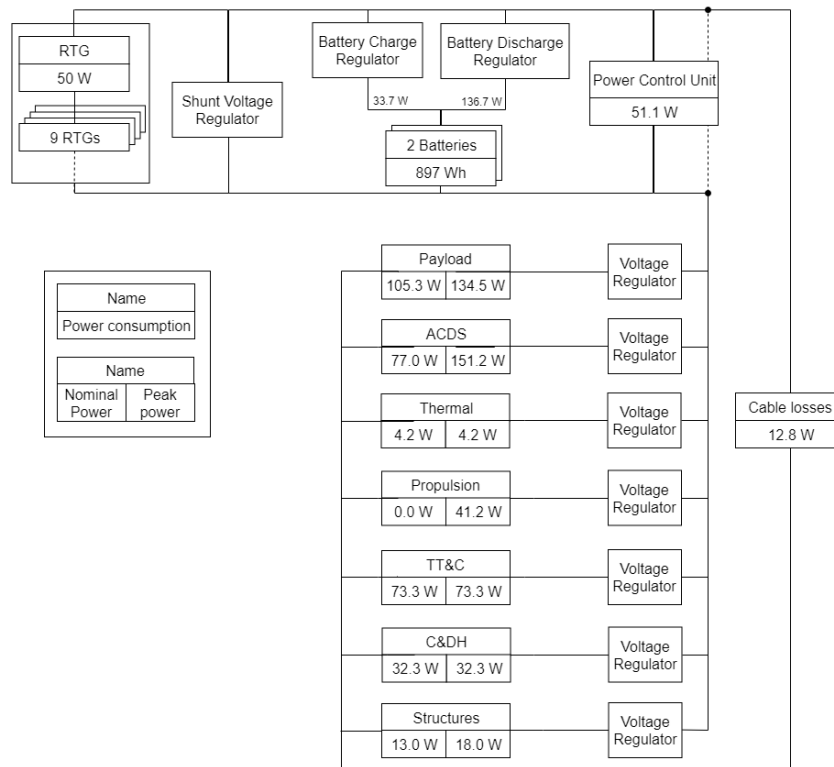 RTG
50 W
9 RTGs
Shunt Voltage
Regulator
Battery Charge
Regulator
Battery Discharge
Regulator
33.7 W
136.7 W
2 Batteries
897 Wh
Power Control Unit
51.1 W
Name
Power consumption
Name
Nominal
Power
Peak
power
Payload
105.3 W
134.5 W
Voltage
Regulator
ACDS
77.0 W
151.2 W
Voltage
Regulator
Thermal
4.2 W
4.2 W
Voltage
Regulator
Propulsion
0.0 W
41.2 W
Voltage
Regulator
TT&C
73.3 W
73.3 W
Voltage
Regulator
C&DH
32.3 W
32.3 W
Voltage
Regulator
Structures
13.0 W
18.0 W
Voltage
Regulator
Cable losses
12.8 W